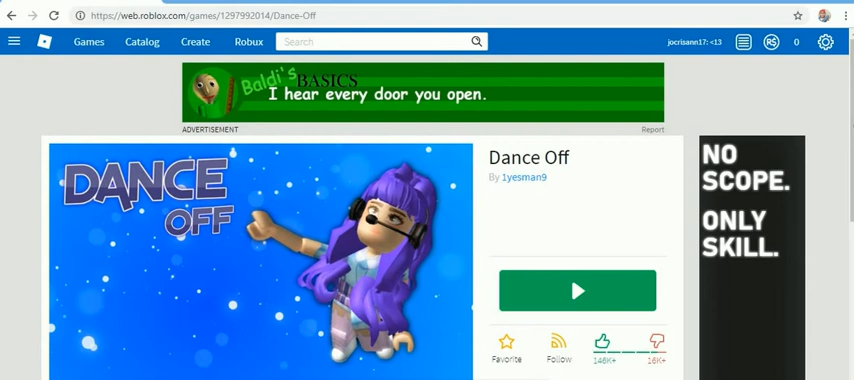 https://web.roblox.com/games/1297992014/Dance-Off
Games Catalog Create Robux Search jocrisann17: <13 R$ 0
Baldi's BASICS
I hear every door you open.
ADVERTISEMENT Report
DANCE
OFF
Dance Off
By 1yesman9
Favorite Follow 146K+ 16K+
NO
SCOPE.
ONLY
SKILL.